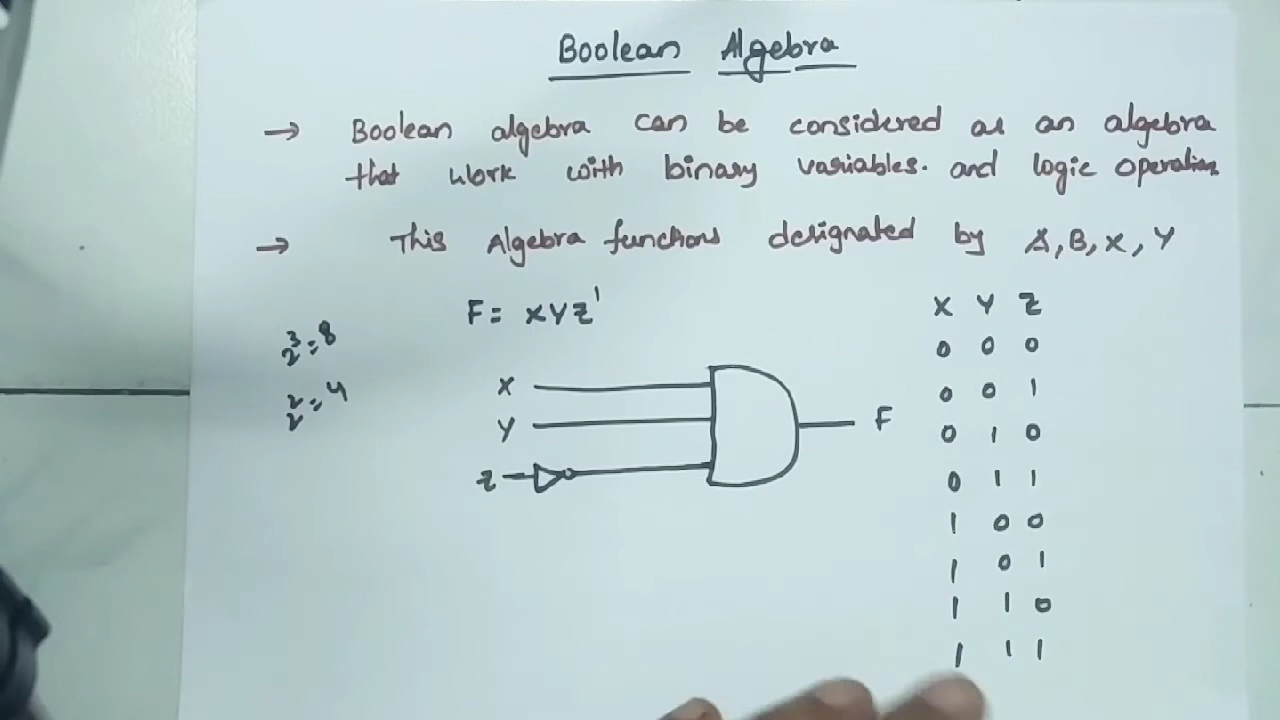 Boolean Algebra
→ Boolean algebra can be considered as an algebra
that work with binary variables. and logic operations
→ This Algebra functions designated by A, B, X, Y
F = XYZ'
2³ = 8
2² = 4
X
Y
Z
F
X Y Z
0 0 0
0 0 1
0 1 0
0 1 1
1 0 0
1 0 1
1 1 0
1 1 1